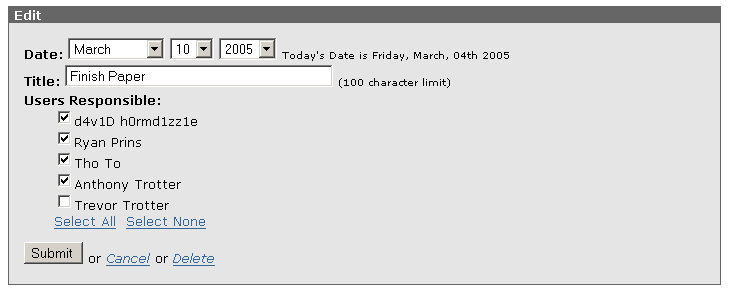 Edit
Date: March 10 2005 Today's Date is Friday, March, 04th 2005
Title: Finish Paper (100 character limit)
Users Responsible:
d4v1D h0rmd1zz1e
Ryan Prins
Tho To
Anthony Trotter
Trevor Trotter
Select All Select None
Submit or Cancel or Delete